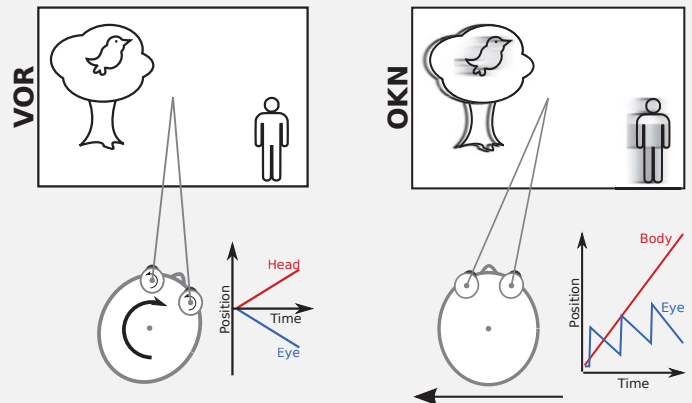 VOR
Head
Position
Time
Eye
OKN
Body
Position
Eye
Time